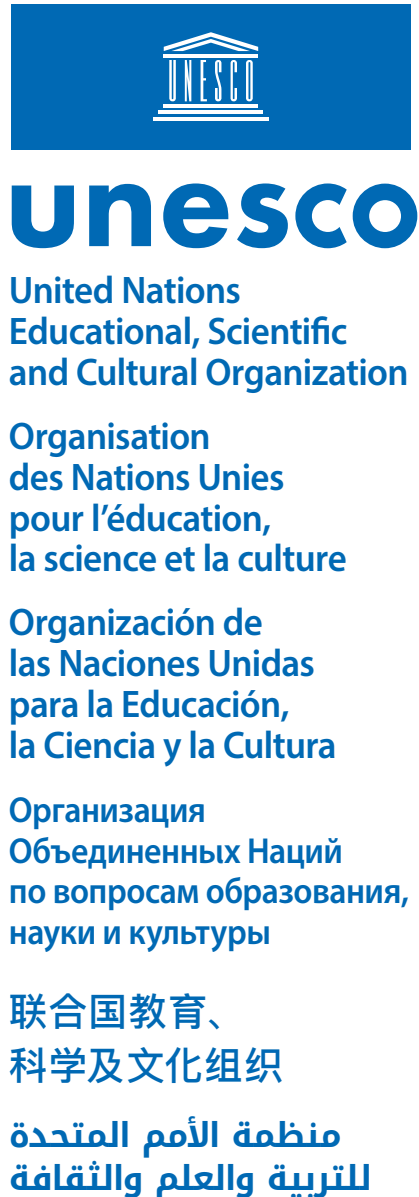 UNESCO
unesco
United Nations
Educational, Scientific
and Cultural Organization
Organisation
des Nations Unies
pour l’éducation,
la science et la culture
Organización de
las Naciones Unidas
para la Educación,
la Ciencia y la Cultura
Организация
Объединенных Наций
по вопросам образования,
науки и культуры
联合国教育、
科学及文化组织
منظمة الأمم المتحدة
للتربية والعلم والثقافة